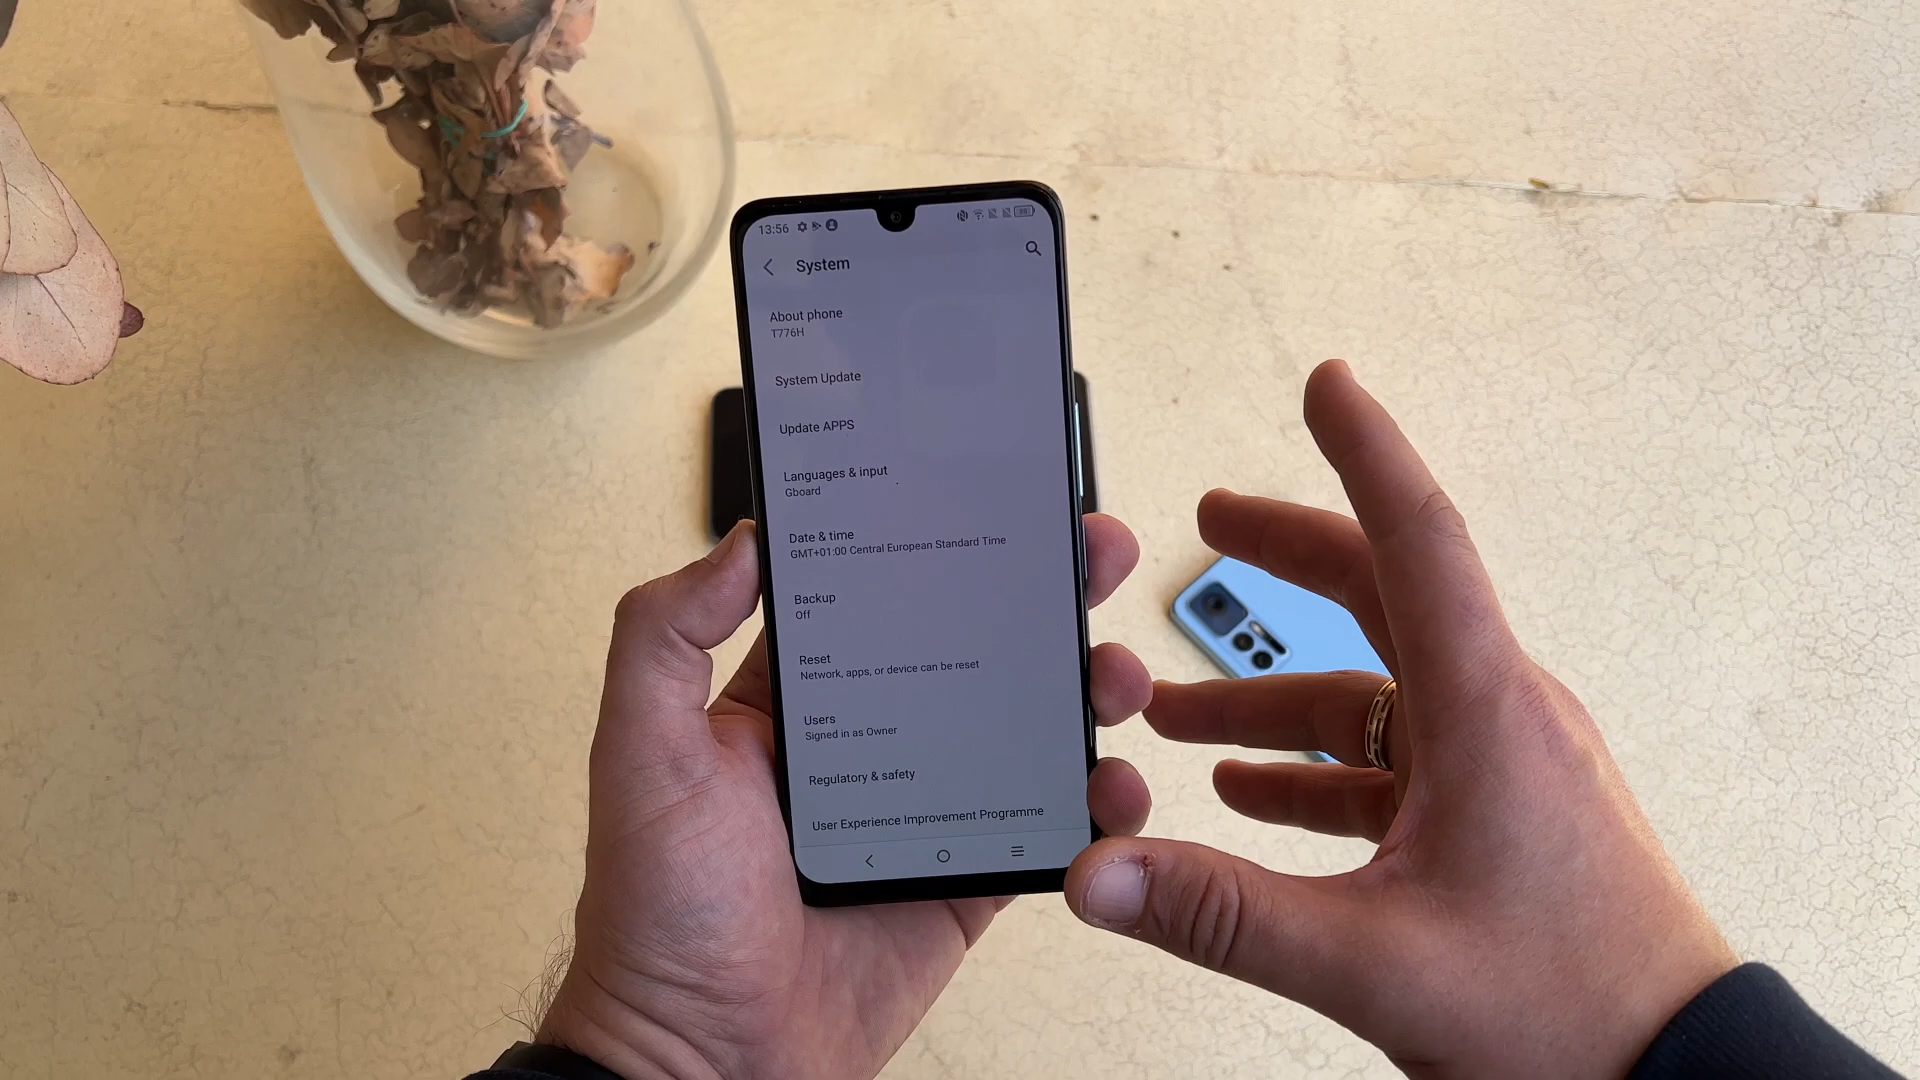 13:56
System
About phone
T776H
System Update
Update APPS
Languages & input
Gboard
Date & time
GMT+01:00 Central European Standard Time
Backup
Off
Reset
Network, apps, or device can be reset
Users
Signed in as Owner
Regulatory & safety
User Experience Improvement Programme